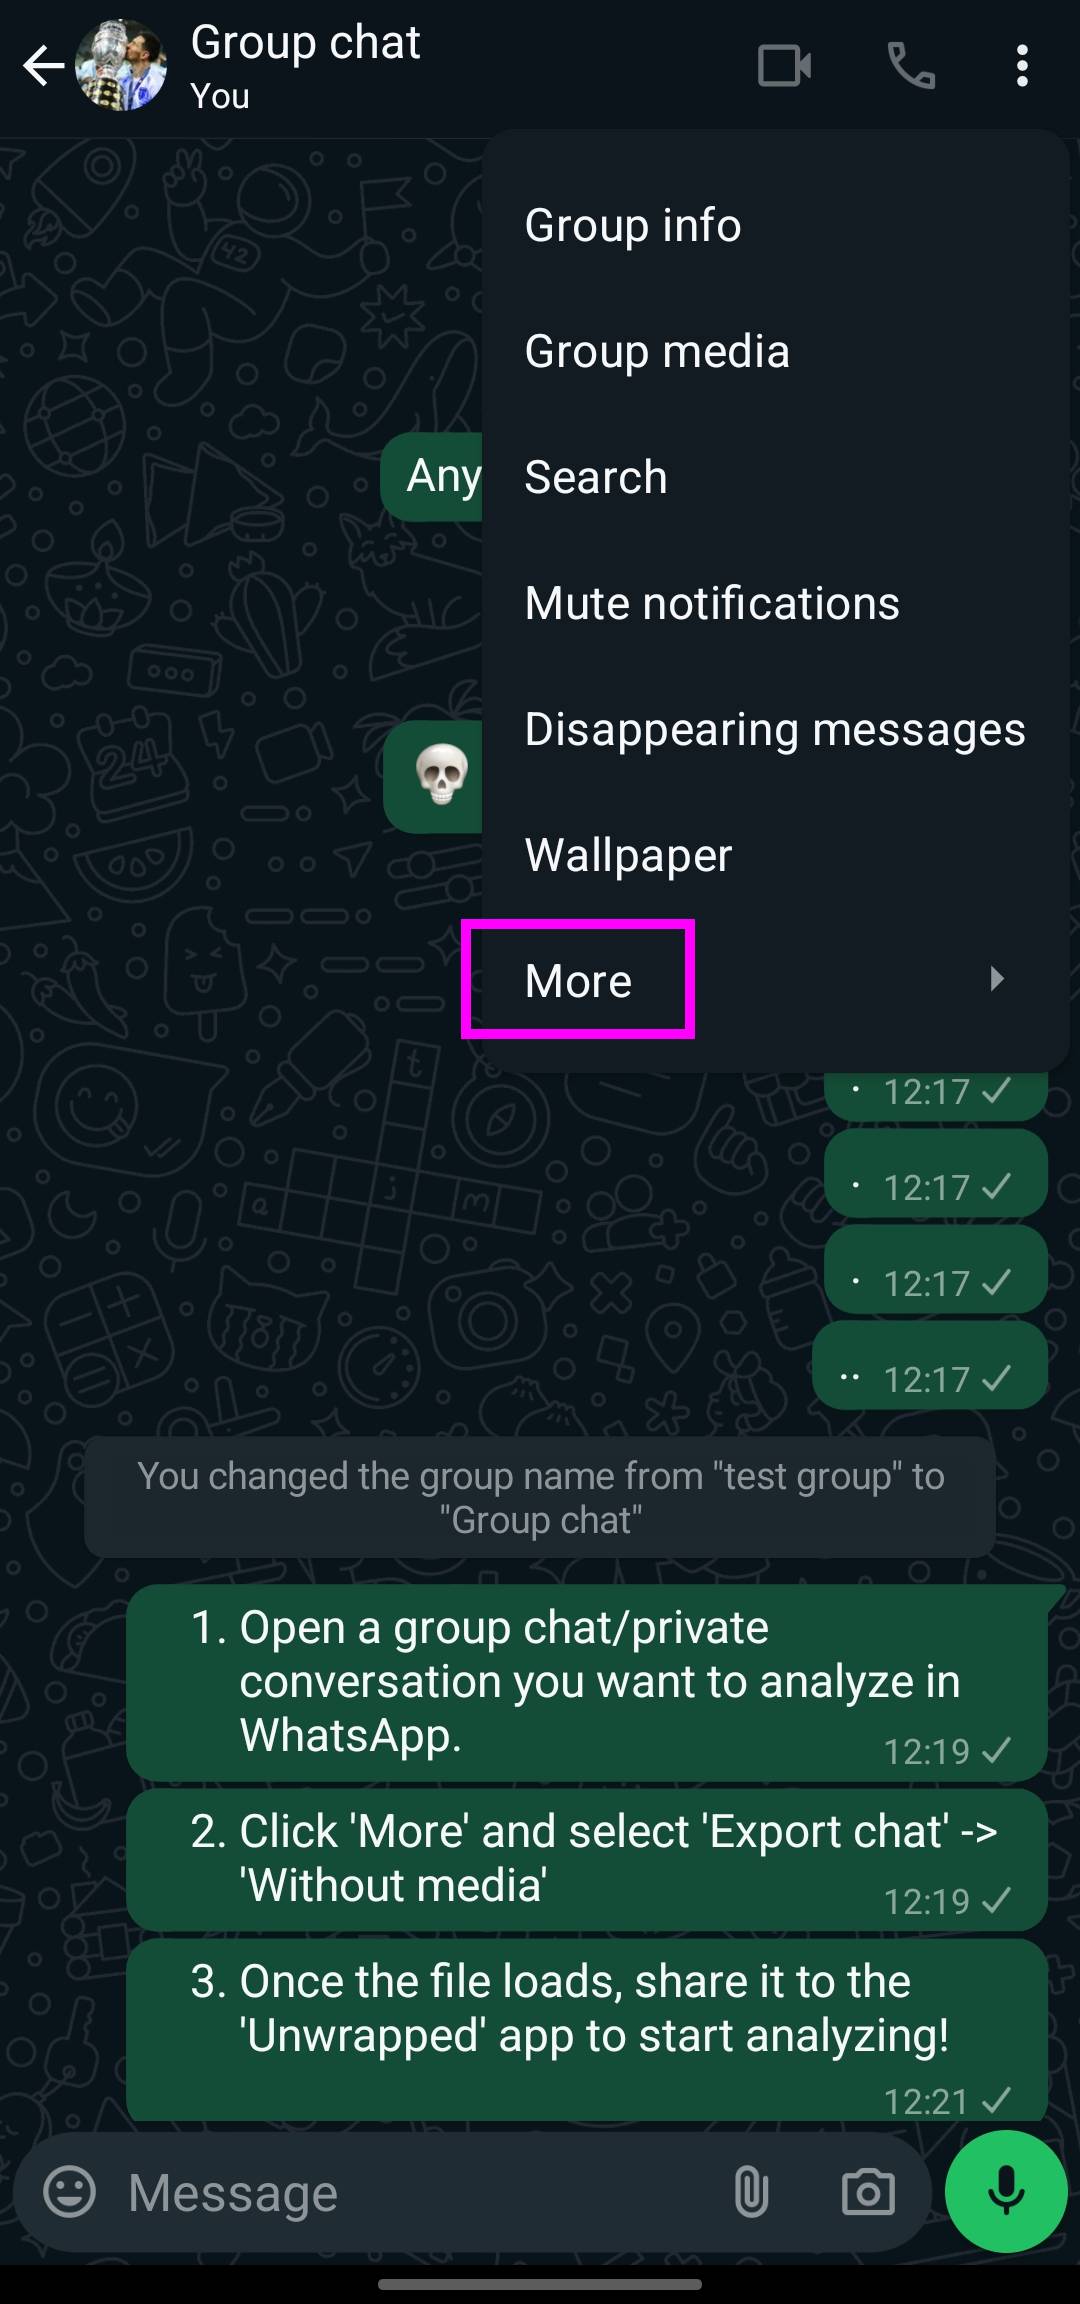 Group chat
You
Group info
Group media
Search
Mute notifications
Disappearing messages
Wallpaper
More
Any
· 12:17
· 12:17
· 12:17
·· 12:17
You changed the group name from "test group" to
"Group chat"
1. Open a group chat/private
conversation you want to analyze in
WhatsApp.
12:19
2. Click 'More' and select 'Export chat' ->
'Without media'
12:19
3. Once the file loads, share it to the
'Unwrapped' app to start analyzing!
12:21
Message